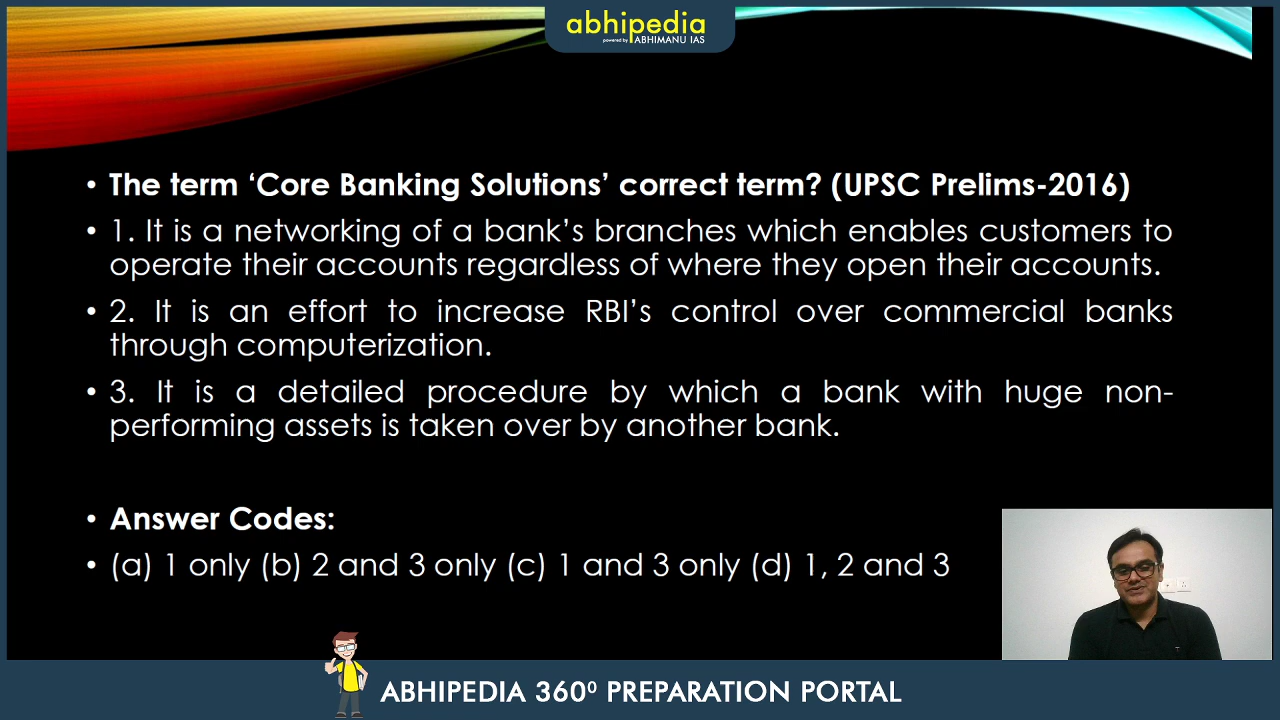 abhipedia
powered by ABHIMANU IAS
• The term ‘Core Banking Solutions’ correct term? (UPSC Prelims-2016)
• 1. It is a networking of a bank’s branches which enables customers to
operate their accounts regardless of where they open their accounts.
• 2. It is an effort to increase RBI’s control over commercial banks
through computerization.
• 3. It is a detailed procedure by which a bank with huge non-
performing assets is taken over by another bank.
• Answer Codes:
• (a) 1 only (b) 2 and 3 only (c) 1 and 3 only (d) 1, 2 and 3
ABHIPEDIA 360⁰ PREPARATION PORTAL